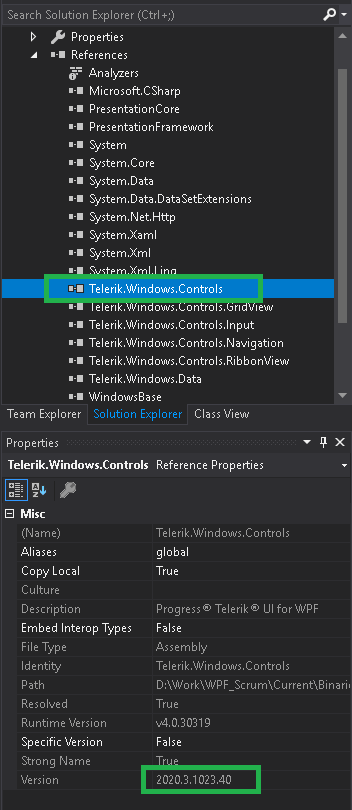 Search Solution Explorer (Ctrl+;)
Properties
References
Analyzers
Microsoft.CSharp
PresentationCore
PresentationFramework
System
System.Core
System.Data
System.Data.DataSetExtensions
System.Net.Http
System.Xaml
System.Xml
System.Xml.Linq
Telerik.Windows.Controls
Telerik.Windows.Controls.GridView
Telerik.Windows.Controls.Input
Telerik.Windows.Controls.Navigation
Telerik.Windows.Controls.RibbonView
Telerik.Windows.Data
WindowsBase
Team Explorer Solution Explorer Class View
Properties
Telerik.Windows.Controls Reference Properties
Misc
(Name) Telerik.Windows.Controls
Aliases global
Copy Local True
Culture
Description Progress® Telerik® UI for WPF
Embed Interop Types False
File Type Assembly
Identity Telerik.Windows.Controls
Path D:\Work\WPF_Scrum\Current\Binarie
Resolved True
Runtime Version v4.0.30319
Specific Version False
Strong Name True
Version 2020.3.1023.40